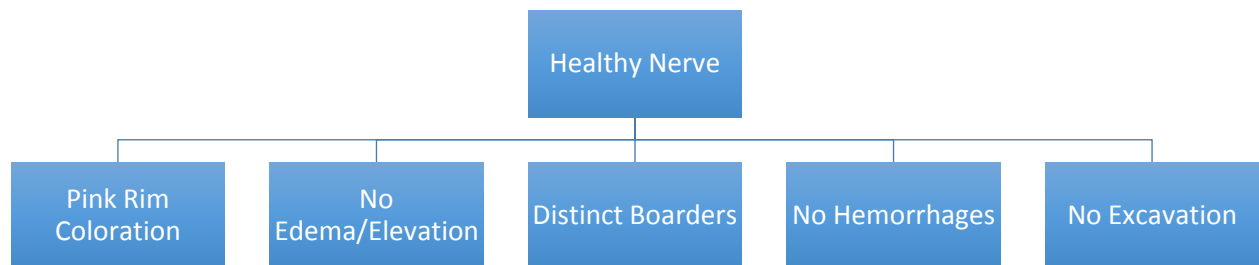 Healthy Nerve
Pink Rim
Coloration
No
Edema/Elevation
Distinct Boarders
No Hemorrhages
No Excavation